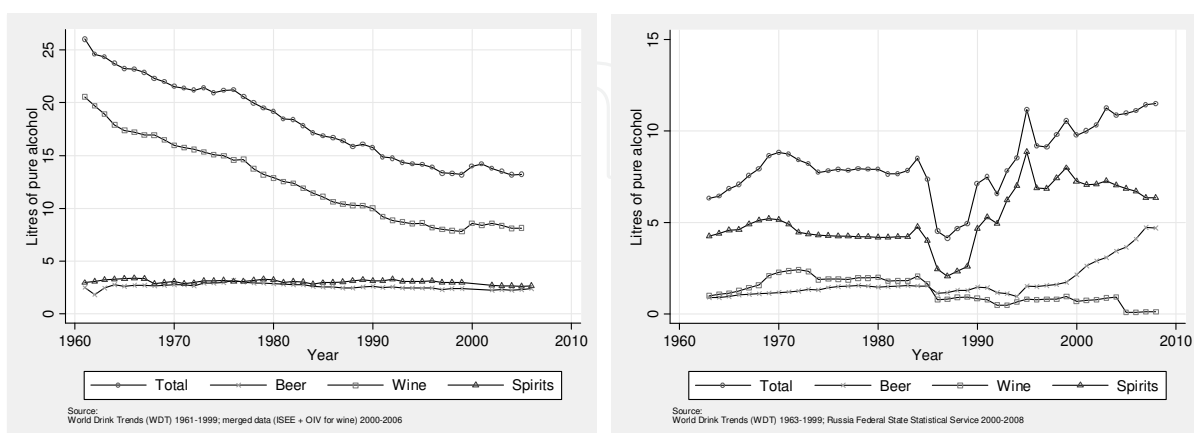 Litres of pure alcohol
25
20
15
10
5
0
1960 1970 1980 1990 2000 2010
Year
Total Beer Wine Spirits
Source:
World Drink Trends (WDT) 1961-1999; merged data (ISEE + OIV for wine) 2000-2006
Litres of pure alcohol
15
10
5
0
1960 1970 1980 1990 2000 2010
Year
Total Beer Wine Spirits
Source:
World Drink Trends (WDT) 1963-1999; Russia Federal State Statistical Service 2000-2008